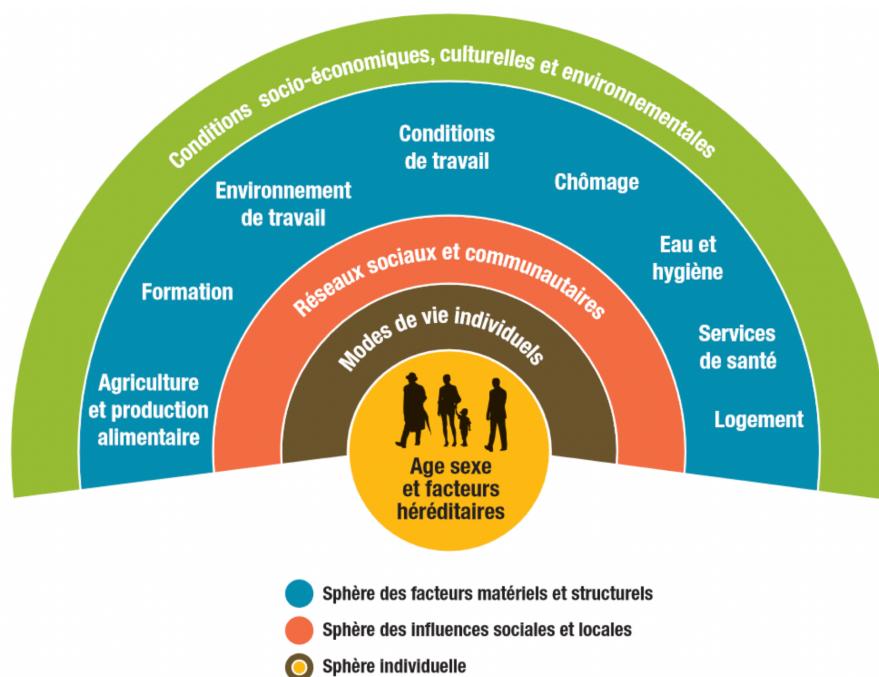 Conditions socio-économiques, culturelles et environnementales
Conditions
de travail
Environnement
de travail
Chômage
Formation
Eau et
hygiène
Agriculture
et production
alimentaire
Services
de santé
Logement
Réseaux sociaux et communautaires
Modes de vie individuels
Age sexe
et facteurs
héréditaires
Sphère des facteurs matériels et structurels
Sphère des influences sociales et locales
Sphère individuelle